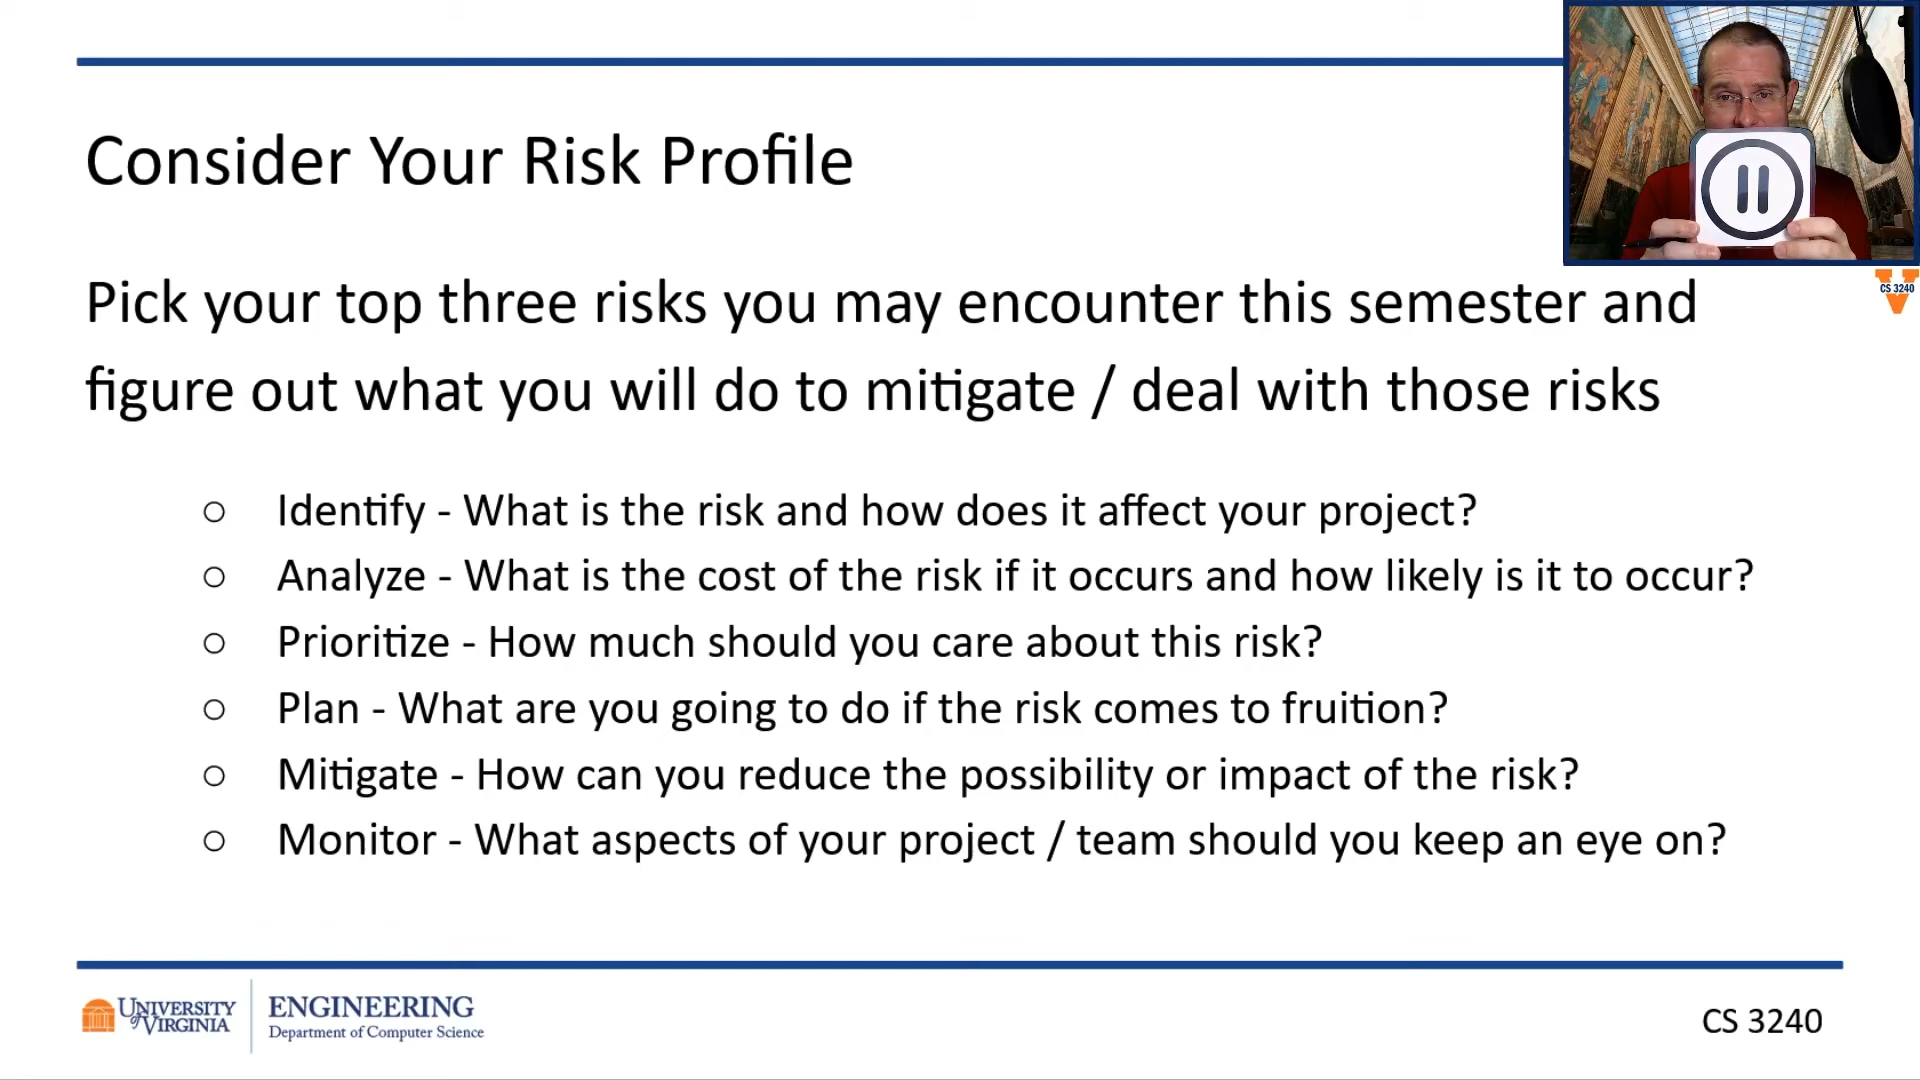 Consider Your Risk Profile
CS 3240
Pick your top three risks you may encounter this semester and
figure out what you will do to mitigate / deal with those risks
○ Identify - What is the risk and how does it affect your project?
○ Analyze - What is the cost of the risk if it occurs and how likely is it to occur?
○ Prioritize - How much should you care about this risk?
○ Plan - What are you going to do if the risk comes to fruition?
○ Mitigate - How can you reduce the possibility or impact of the risk?
○ Monitor - What aspects of your project / team should you keep an eye on?
UNIVERSITY
of VIRGINIA
ENGINEERING
Department of Computer Science
CS 3240